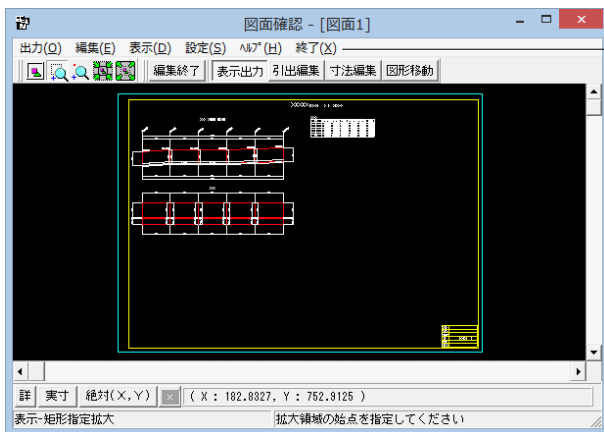 図面確認 - [図面1]
出力(O) 編集(E) 表示(D) 設定(S) ﾍﾙﾌﾟ(H) 終了(X)
編集終了 表示出力 引出編集 寸法編集 図形移動
詳 実寸 絶対(X,Y) × ( X : 182.8327, Y : 752.9125 )
表示-矩形指定拡大 拡大領域の始点を指定してください